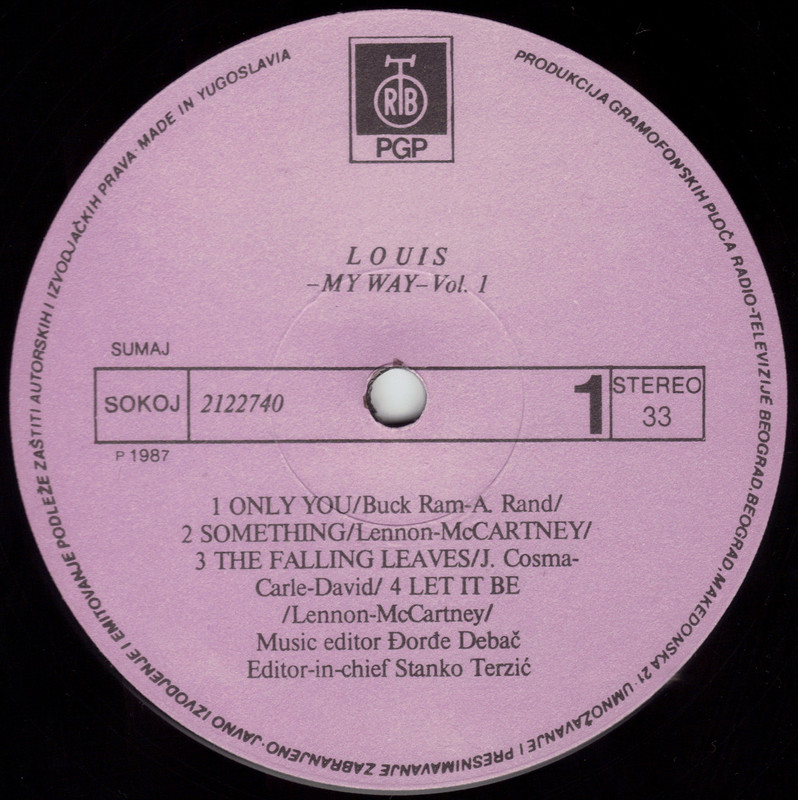 PRODUKCIJA GRAMOFONSKIH PLOČA RADIO-TELEVIZIJE BEOGRAD, BEOGRAD, MAKEDONSKA 21 · UMNOŽAVANJE I PRESNIMAVANJE ZABRANJENO · JAVNO IZVODJENJE I EMITOVANJE PODLEŽE ZAŠTITI AUTORSKIH I IZVODJAČKIH PRAVA · MADE IN YUGOSLAVIA
RTB
PGP
LOUIS
–MY WAY–Vol. 1
SUMAJ
SOKOJ
2122740
1
STEREO
33
P 1987
1 ONLY YOU/Buck Ram-A. Rand/
2 SOMETHING/Lennon-McCARTNEY/
3 THE FALLING LEAVES/J. Cosma-
Carle-David/ 4 LET IT BE
/Lennon-McCartney/
Music editor Đorđe Debač
Editor-in-chief Stanko Terzić